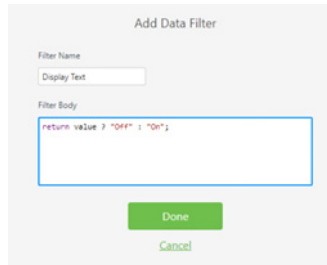 Add Data Filter
Filter Name
Display Text
Filter Body
return value ? "Off" : "On";
Done
Cancel